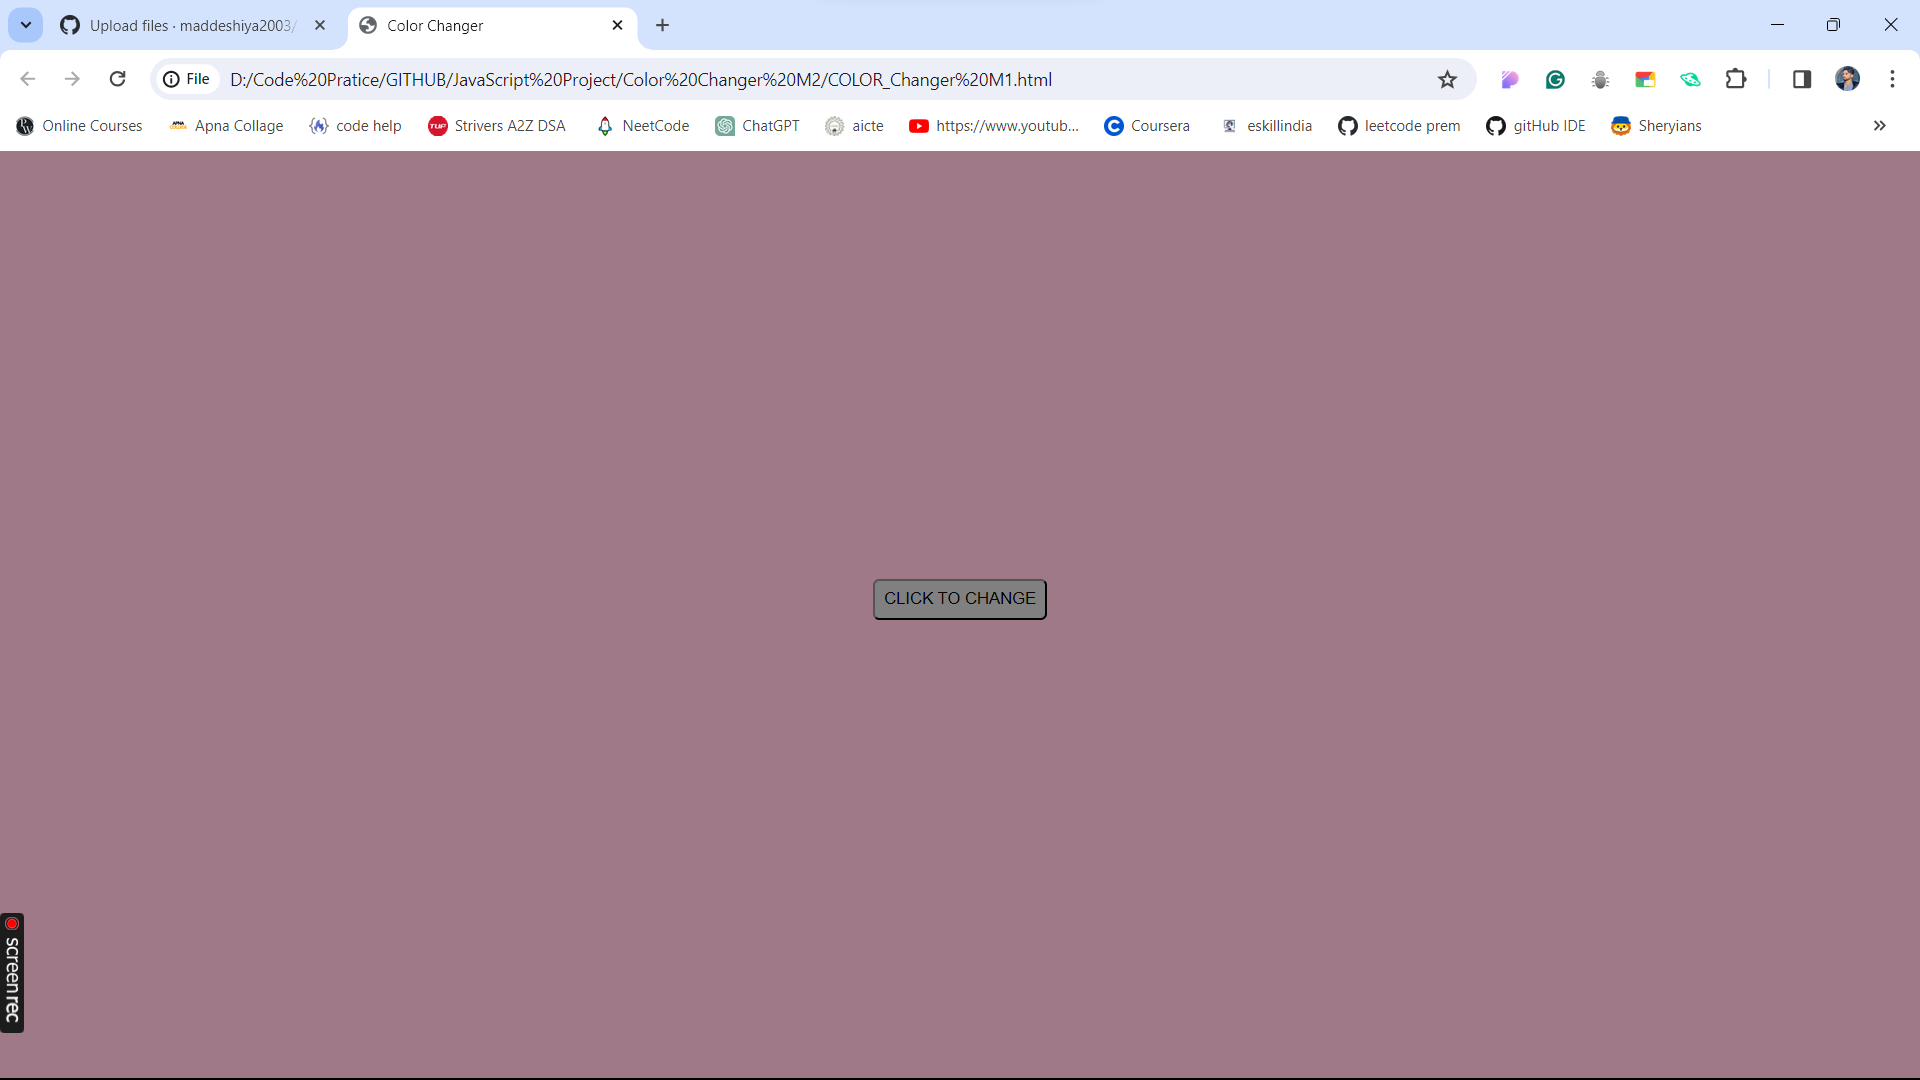 Upload files · maddeshiya2003/
Color Changer
File
D:/Code%20Pratice/GITHUB/JavaScript%20Project/Color%20Changer%20M2/COLOR_Changer%20M1.html
Online Courses
Apna Collage
code help
TUF
Strivers A2Z DSA
NeetCode
ChatGPT
aicte
https://www.youtub...
Coursera
eskillindia
leetcode prem
gitHub IDE
Sheryians
CLICK TO CHANGE
screenrec